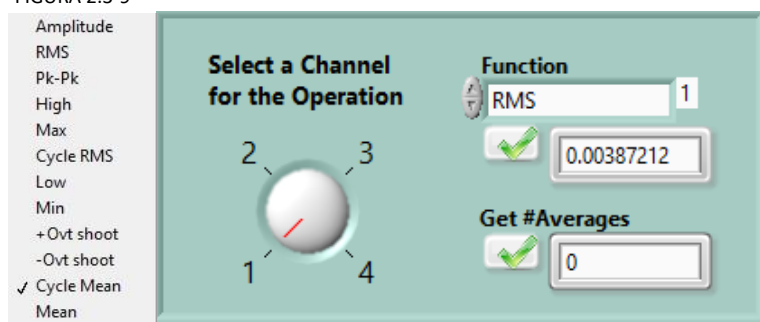 FIGURA 2.3-9
Amplitude
RMS
Pk-Pk
High
Max
Cycle RMS
Low
Min
+Ovt shoot
-Ovt shoot
✓ Cycle Mean
Mean
Select a Channel
for the Operation
2 3
1 4
Function
RMS 1
0.00387212
Get #Averages
0